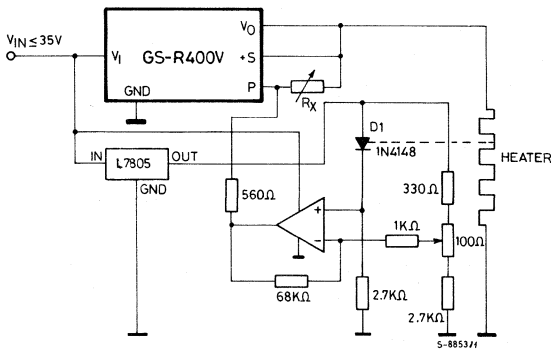 V_IN ≤ 35V
V_I
GS-R400V
V_O
+S
P
GND
R_X
D1
1N4148
HEATER
IN
L7805
OUT
GND
560Ω
330Ω
+
−
1KΩ
100Ω
68KΩ
2.7KΩ
2.7KΩ
S-8853/1